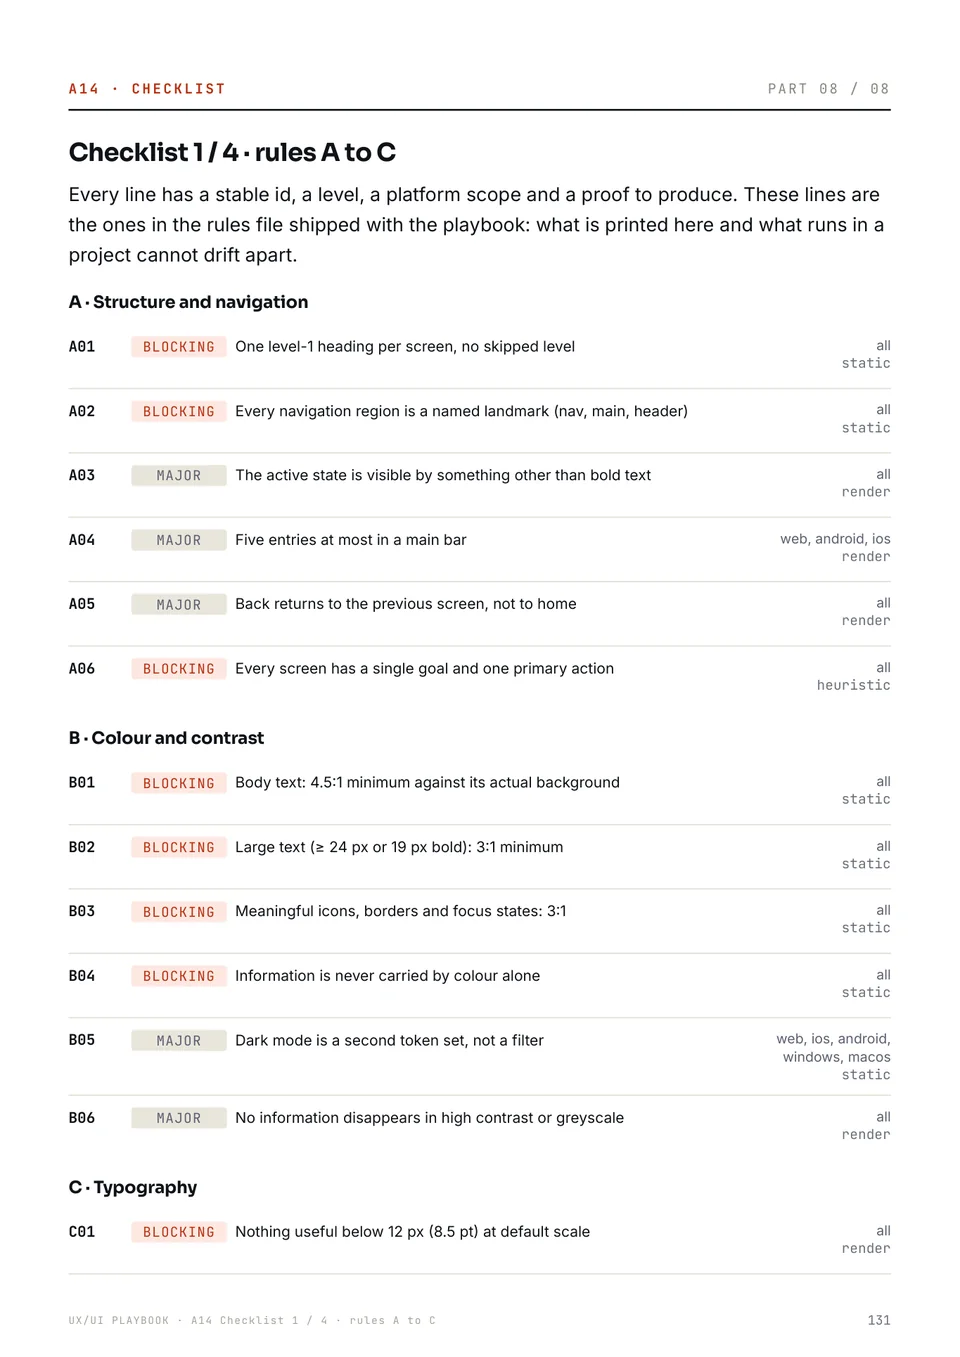 A14 · CHECKLIST
PART 08 / 08
Checklist 1 / 4 · rules A to C
Every line has a stable id, a level, a platform scope and a proof to produce. These lines are
the ones in the rules file shipped with the playbook: what is printed here and what runs in a
project cannot drift apart.
A · Structure and navigation
A01 BLOCKING One level-1 heading per screen, no skipped level all
static
A02 BLOCKING Every navigation region is a named landmark (nav, main, header) all
static
A03 MAJOR The active state is visible by something other than bold text all
render
A04 MAJOR Five entries at most in a main bar web, android, ios
render
A05 MAJOR Back returns to the previous screen, not to home all
render
A06 BLOCKING Every screen has a single goal and one primary action all
heuristic
B · Colour and contrast
B01 BLOCKING Body text: 4.5:1 minimum against its actual background all
static
B02 BLOCKING Large text (≥ 24 px or 19 px bold): 3:1 minimum all
static
B03 BLOCKING Meaningful icons, borders and focus states: 3:1 all
static
B04 BLOCKING Information is never carried by colour alone all
static
B05 MAJOR Dark mode is a second token set, not a filter web, ios, android,
windows, macos
static
B06 MAJOR No information disappears in high contrast or greyscale all
render
C · Typography
C01 BLOCKING Nothing useful below 12 px (8.5 pt) at default scale all
render
UX/UI PLAYBOOK · A14 Checklist 1 / 4 · rules A to C
131